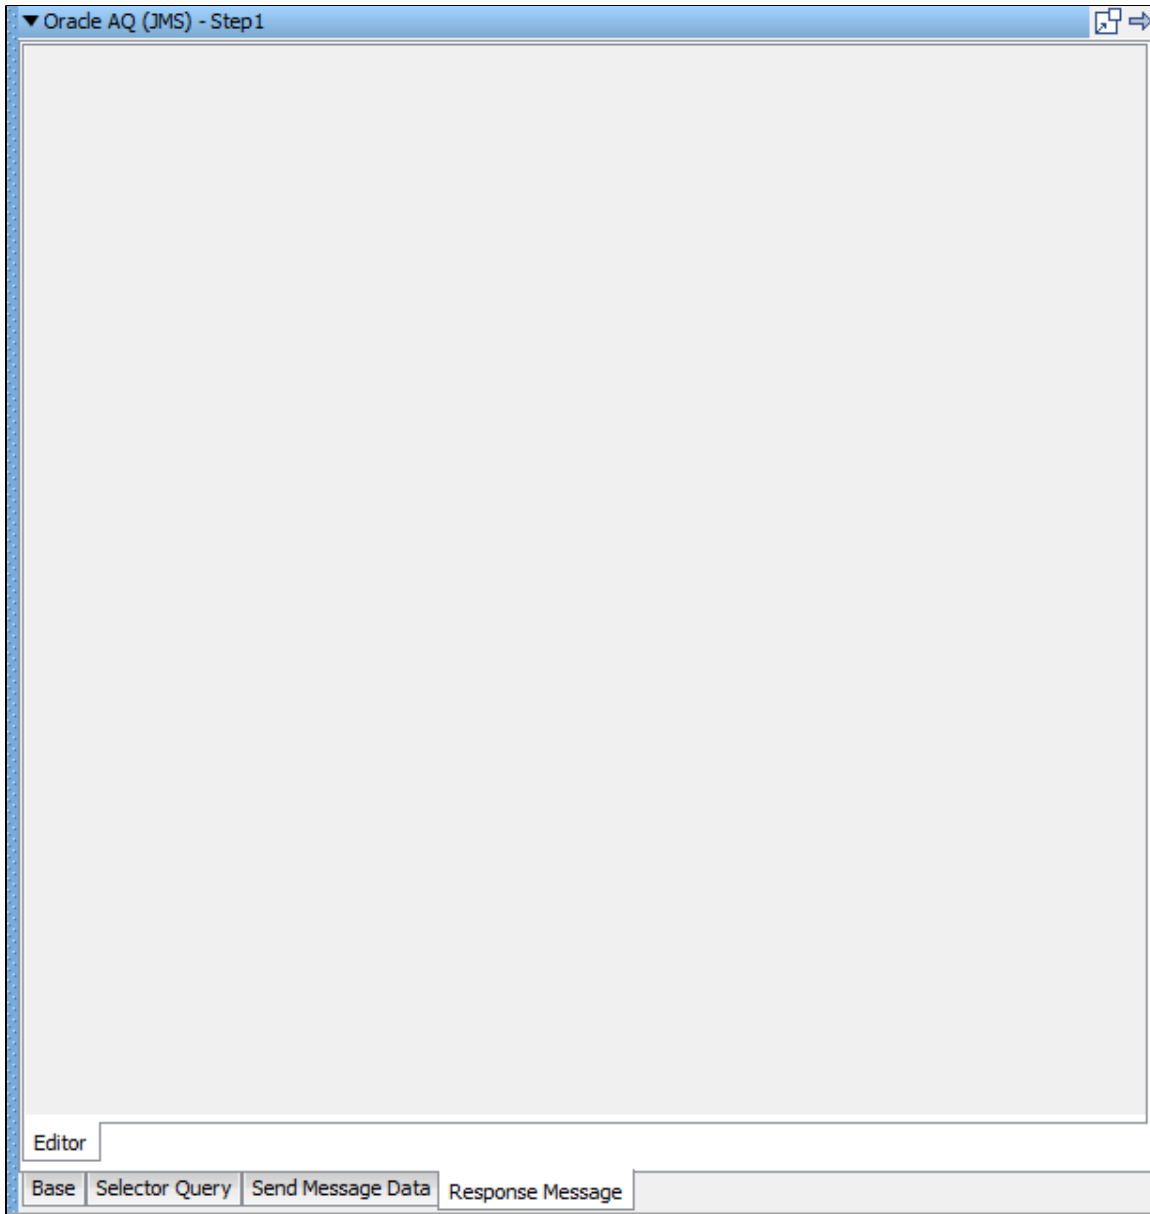 Oracle AQ (JMS) - Step1
Editor
Base Selector Query Send Message Data Response Message